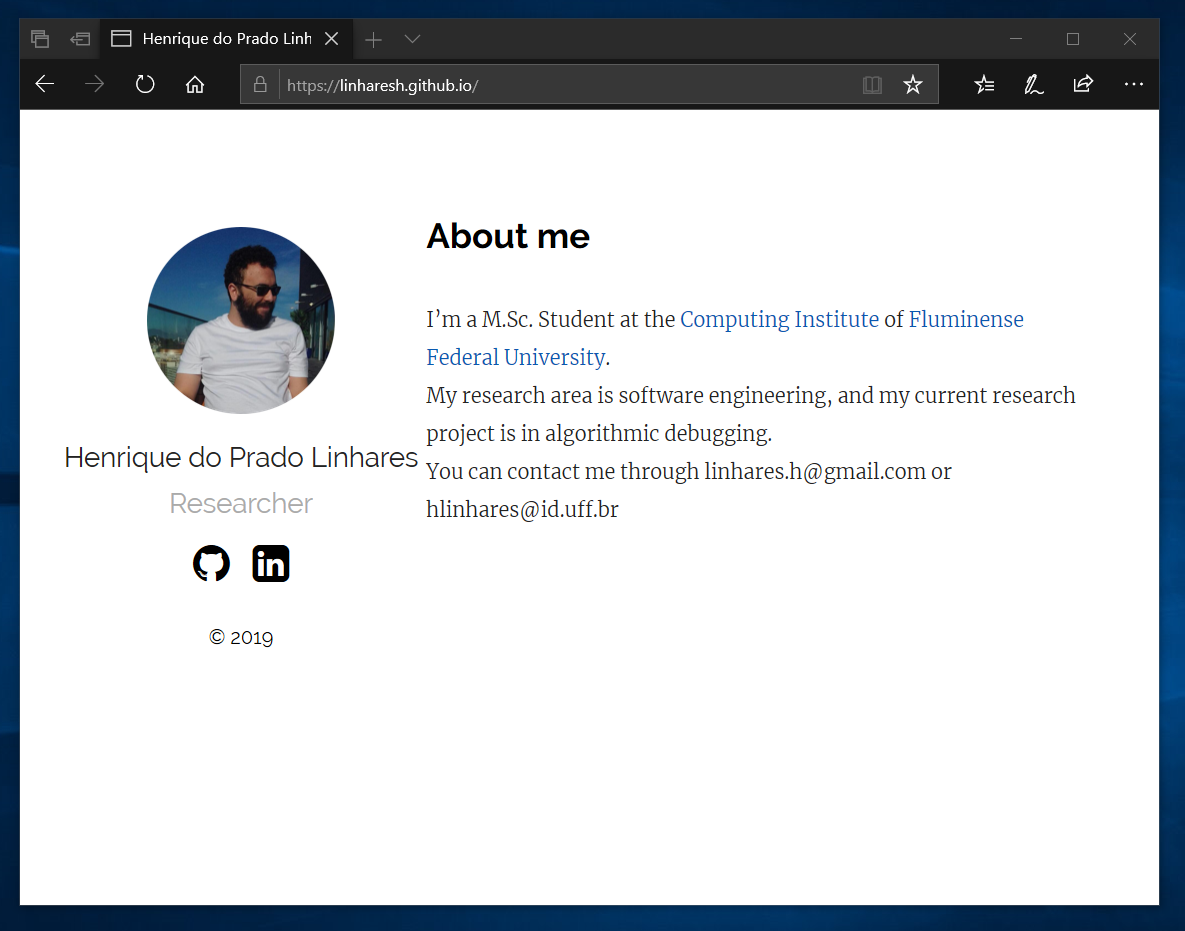 Henrique do Prado Linh
https://linharesh.github.io/
About me
I’m a M.Sc. Student at the Computing Institute of Fluminense
Federal University.
My research area is software engineering, and my current research
project is in algorithmic debugging.
You can contact me through linhares.h@gmail.com or
hlinhares@id.uff.br
Henrique do Prado Linhares
Researcher
in
© 2019